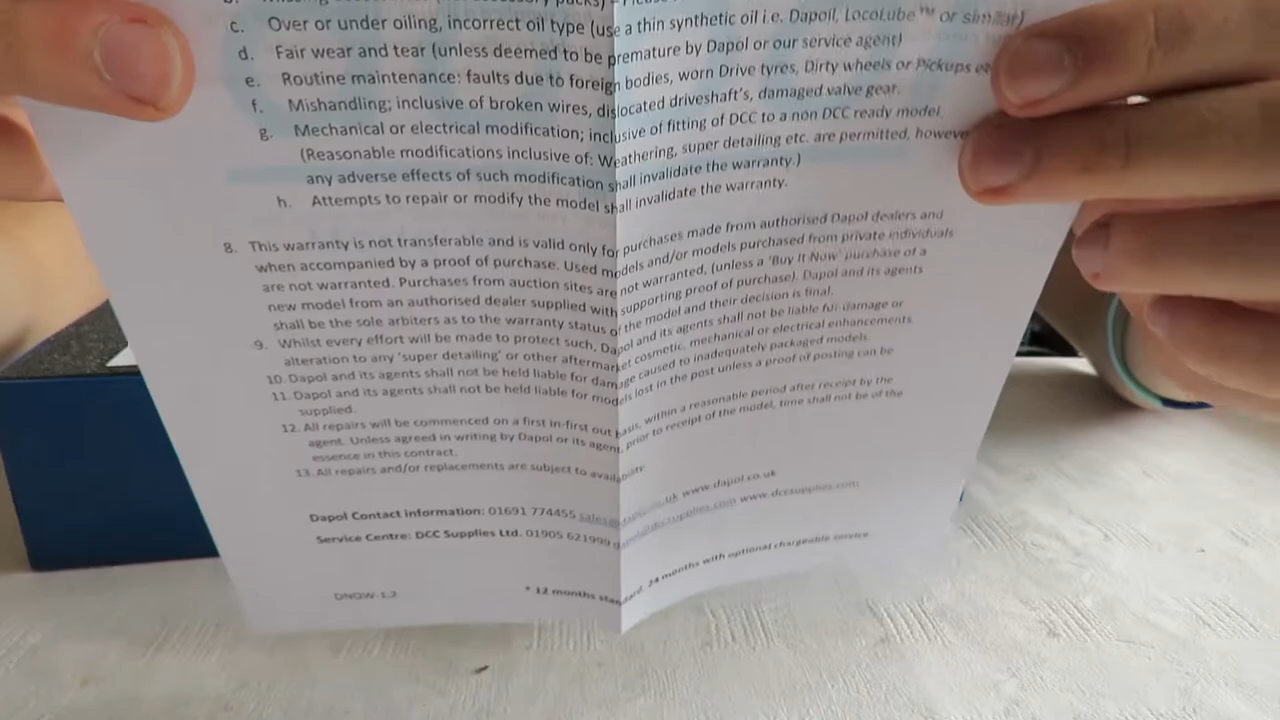 c. Over or under oiling, incorrect oil type (use a thin synthetic oil i.e. Dapoil, LocoLube™ or similar)
d. Fair wear and tear (unless deemed to be premature by Dapol or our service agent)
e. Routine maintenance: faults due to foreign bodies, worn Drive tyres, Dirty wheels or Pickups
f. Mishandling; inclusive of broken wires, dislocated driveshaft's, damaged valve gear.
g. Mechanical or electrical modification; inclusive of fitting of DCC to a non DCC ready model
(Reasonable modifications inclusive of: Weathering, super detailing etc. are permitted, howeve
any adverse effects of such modification shall invalidate the warranty.)
h. Attempts to repair or modify the model shall invalidate the warranty.
8. This warranty is not transferable and is valid only for purchases made from authorised Dapol dealers and
when accompanied by a proof of purchase. Used models and/or models purchased from private individuals
are not warranted. Purchases from auction sites are not warranted, (unless a 'Buy It Now' purchase of a
new model from an authorised dealer supplied with supporting proof of purchase). Dapol and its agents
shall be the sole arbiters as to the warranty status of the model and their decision is final.
9. Whilst every effort will be made to protect such, Dapol and its agents shall not be liable for damage or
alteration to any 'super detailing' or other aftermarket cosmetic, mechanical or electrical enhancements.
10. Dapol and its agents shall not be held liable for damage caused to inadequately packaged models.
11. Dapol and its agents shall not be held liable for models lost in the post unless a proof of posting can be
supplied.
12. All repairs will be commenced on a first in-first out basis, within a reasonable period after receipt by the
agent. Unless agreed in writing by Dapol or its agent, prior to receipt of the model, time shall not be of the
essence in this contract.
13. All repairs and/or replacements are subject to availability
Dapol Contact information: 01691 774455 www.dapol.co.uk
Service Centre: DCC Supplies Ltd. 01905 621999 www.dccsupplies.com
* 12 months standard, 24 months with optional chargeable service
DNQW-1.2